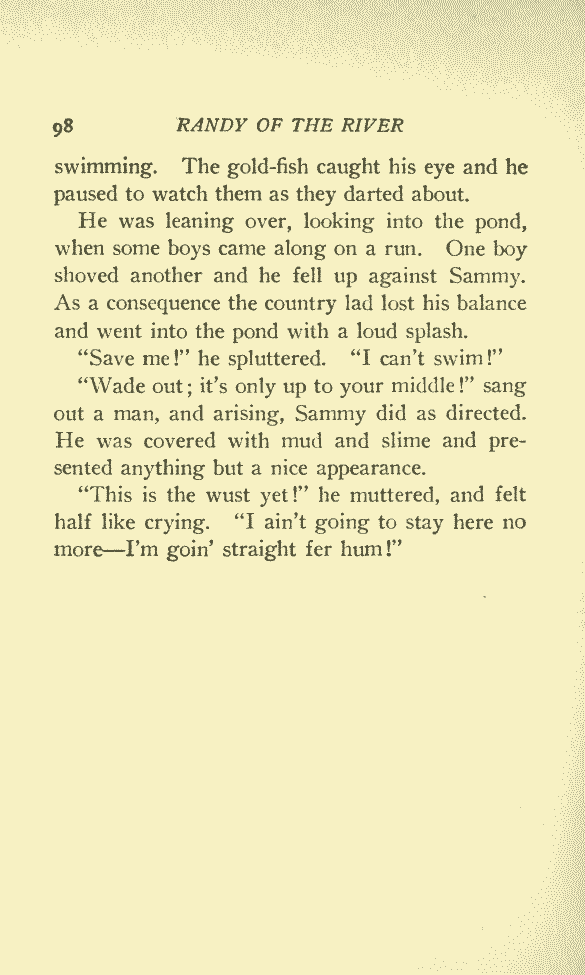 98 RANDY OF THE RIVER
swimming. The gold-fish caught his eye and he
paused to watch them as they darted about.
He was leaning over, looking into the pond,
when some boys came along on a run. One boy
shoved another and he fell up against Sammy.
As a consequence the country lad lost his balance
and went into the pond with a loud splash.
“Save me!” he spluttered. “I can’t swim!”
“Wade out; it’s only up to your middle!” sang
out a man, and arising, Sammy did as directed.
He was covered with mud and slime and pre-
sented anything but a nice appearance.
“This is the wust yet!” he muttered, and felt
half like crying. “I ain’t going to stay here no
more—I’m goin’ straight fer hum!”